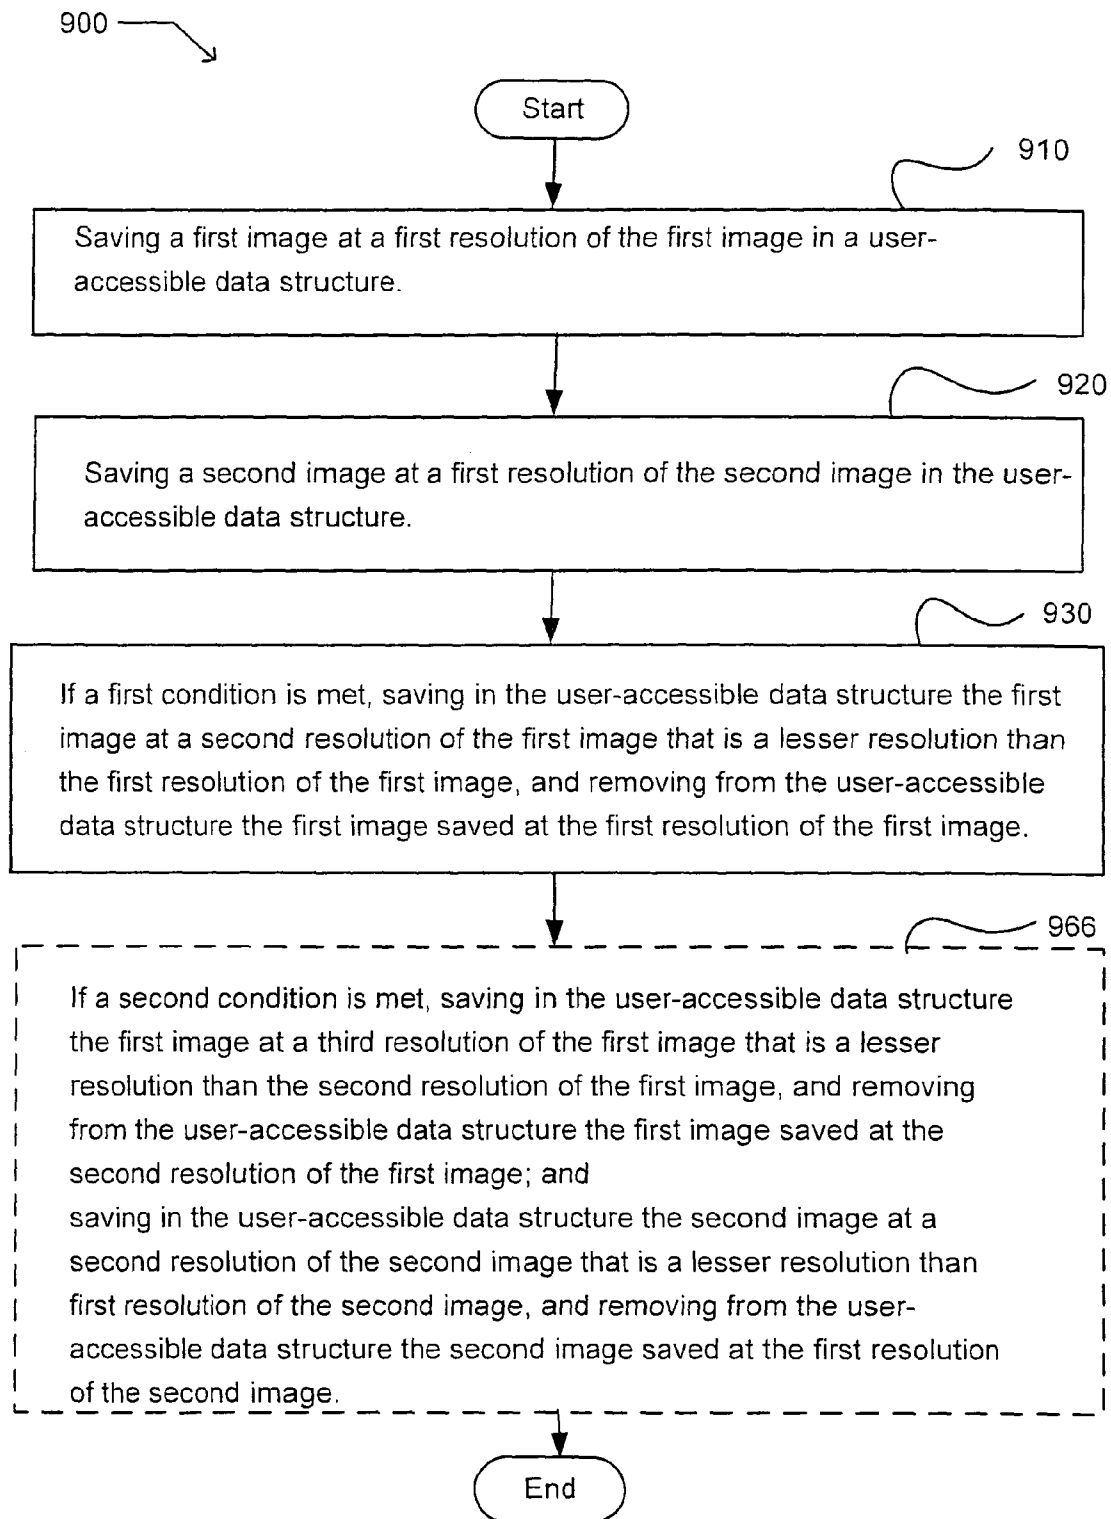 900
Start
910
Saving a first image at a first resolution of the first image in a user-
accessible data structure.
920
Saving a second image at a first resolution of the second image in the user-
accessible data structure.
930
If a first condition is met, saving in the user-accessible data structure the first
image at a second resolution of the first image that is a lesser resolution than
the first resolution of the first image, and removing from the user-accessible
data structure the first image saved at the first resolution of the first image.
966
If a second condition is met, saving in the user-accessible data structure
the first image at a third resolution of the first image that is a lesser
resolution than the second resolution of the first image, and removing
from the user-accessible data structure the first image saved at the
second resolution of the first image; and
saving in the user-accessible data structure the second image at a
second resolution of the second image that is a lesser resolution than
first resolution of the second image, and removing from the user-
accessible data structure the second image saved at the first resolution
of the second image.
End